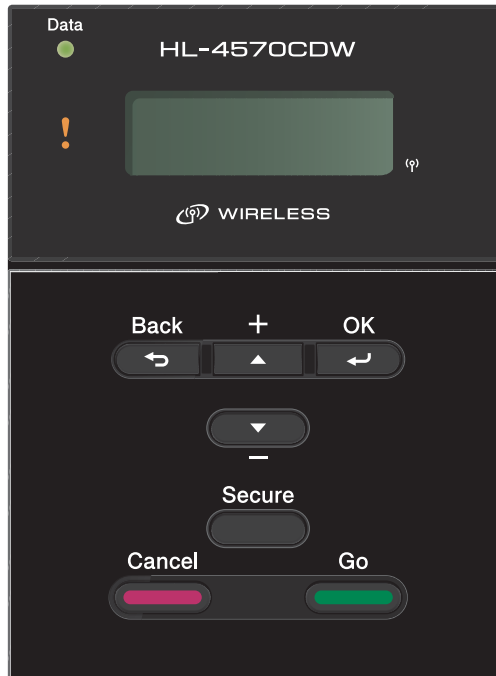 Data
HL-4570CDW
WIRELESS
Back + OK
−
Secure
Cancel Go